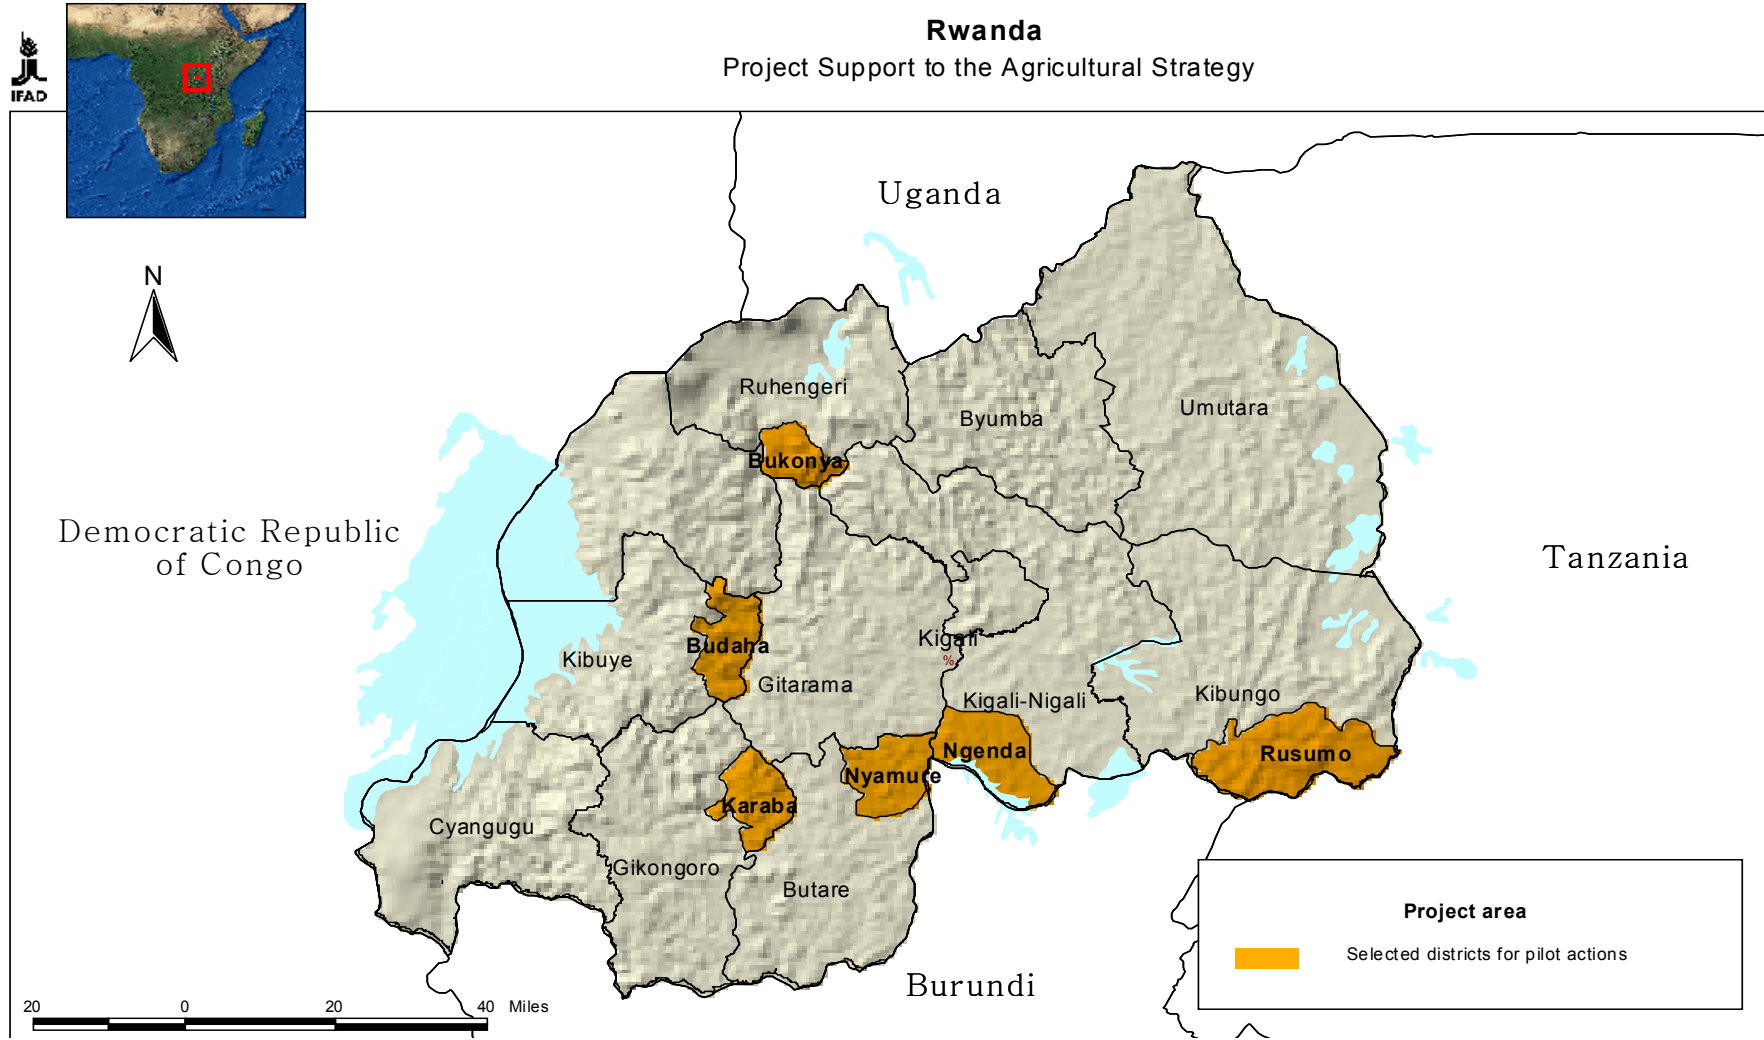 Rwanda
Project Support to the Agricultural Strategy
IFAD
Uganda
N
Ruhengeri
Byumba
Umutara
Bukonya
Democratic Republic
of Congo
Tanzania
Kigali
%
Budaha
Kibuye
Gitarama
Kigali-Nigali
Kibungo
Ngenda
Rusumo
Nyamure
Karaba
Cyangugu
Gikongoro
Butare
Burundi
Project area
Selected districts for pilot actions
20 0 20 40 Miles